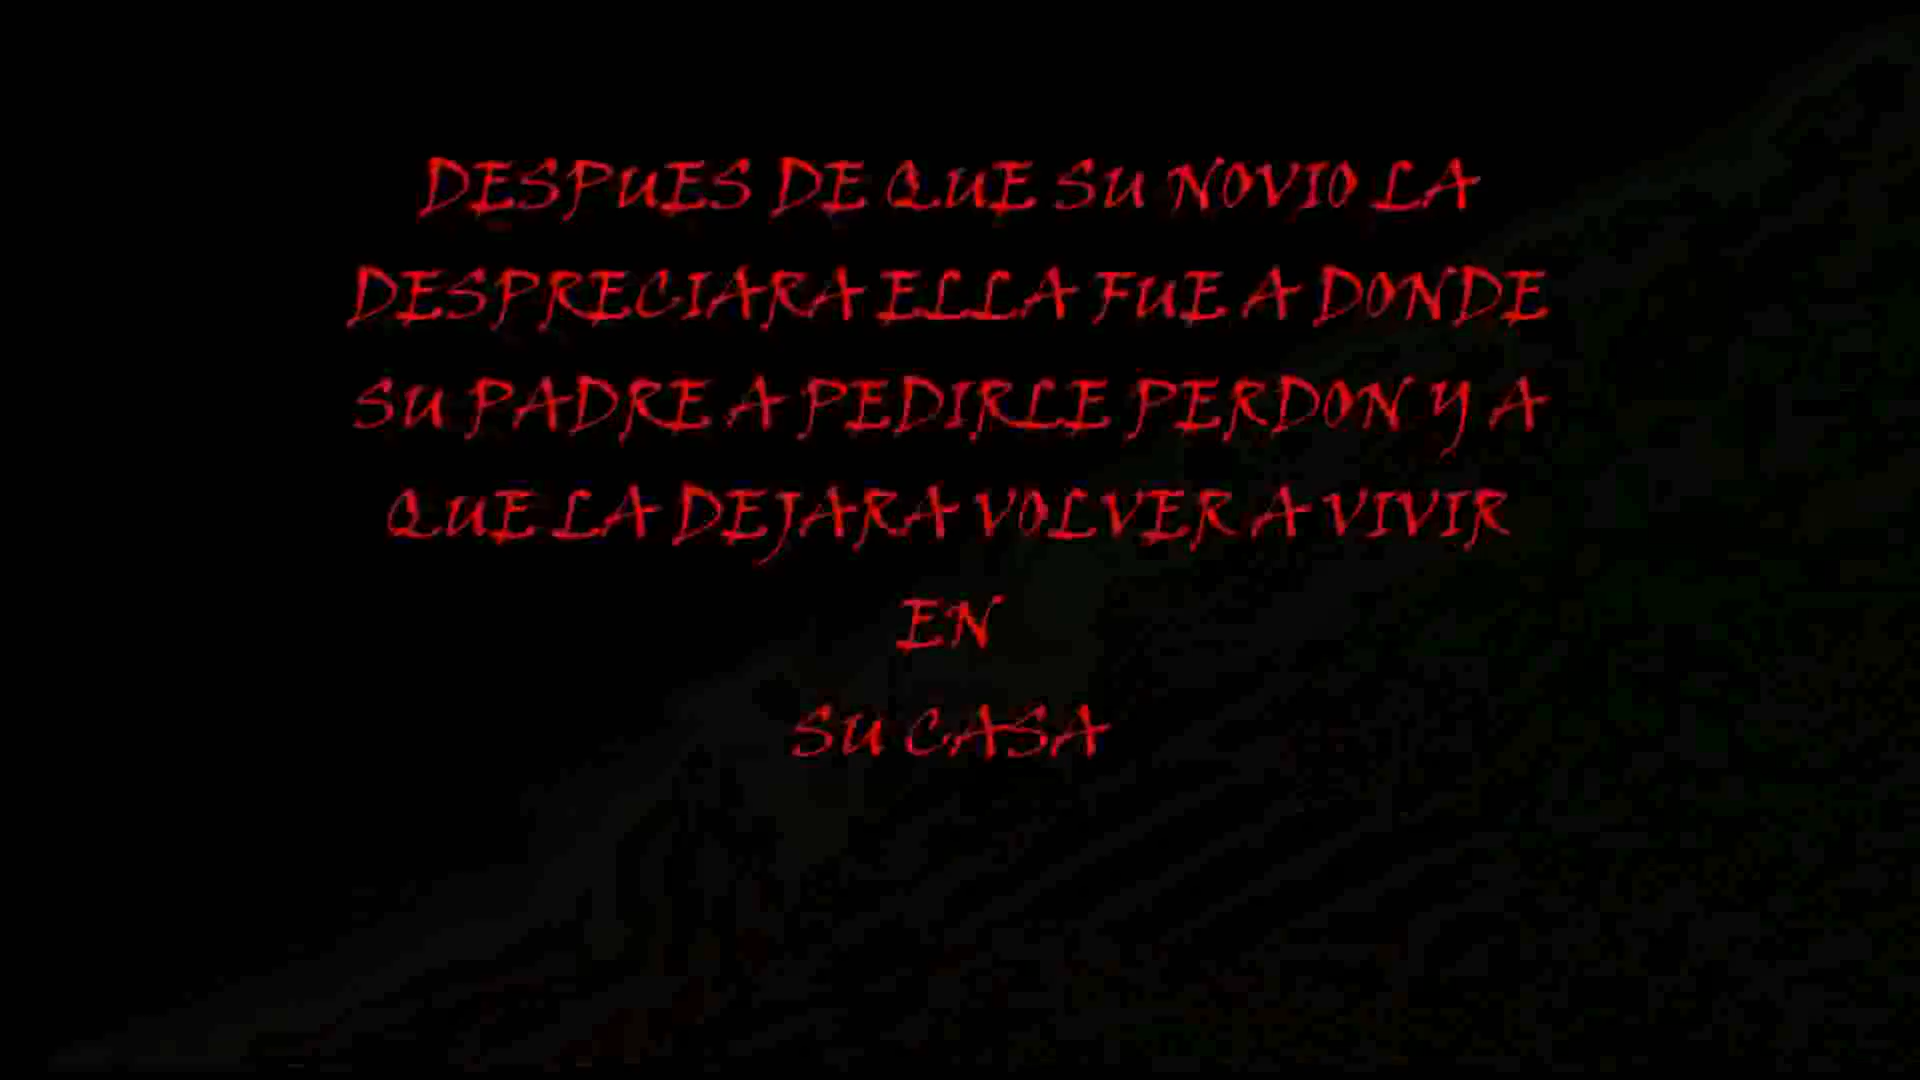 DESPUES DE QUE SU NOVIO LA
DESPRECIARA ELLA FUE A DONDE
SU PADRE A PEDIRLE PERDON Y A
QUE LA DEJARA VOLVER A VIVIR
EN
SU CASA